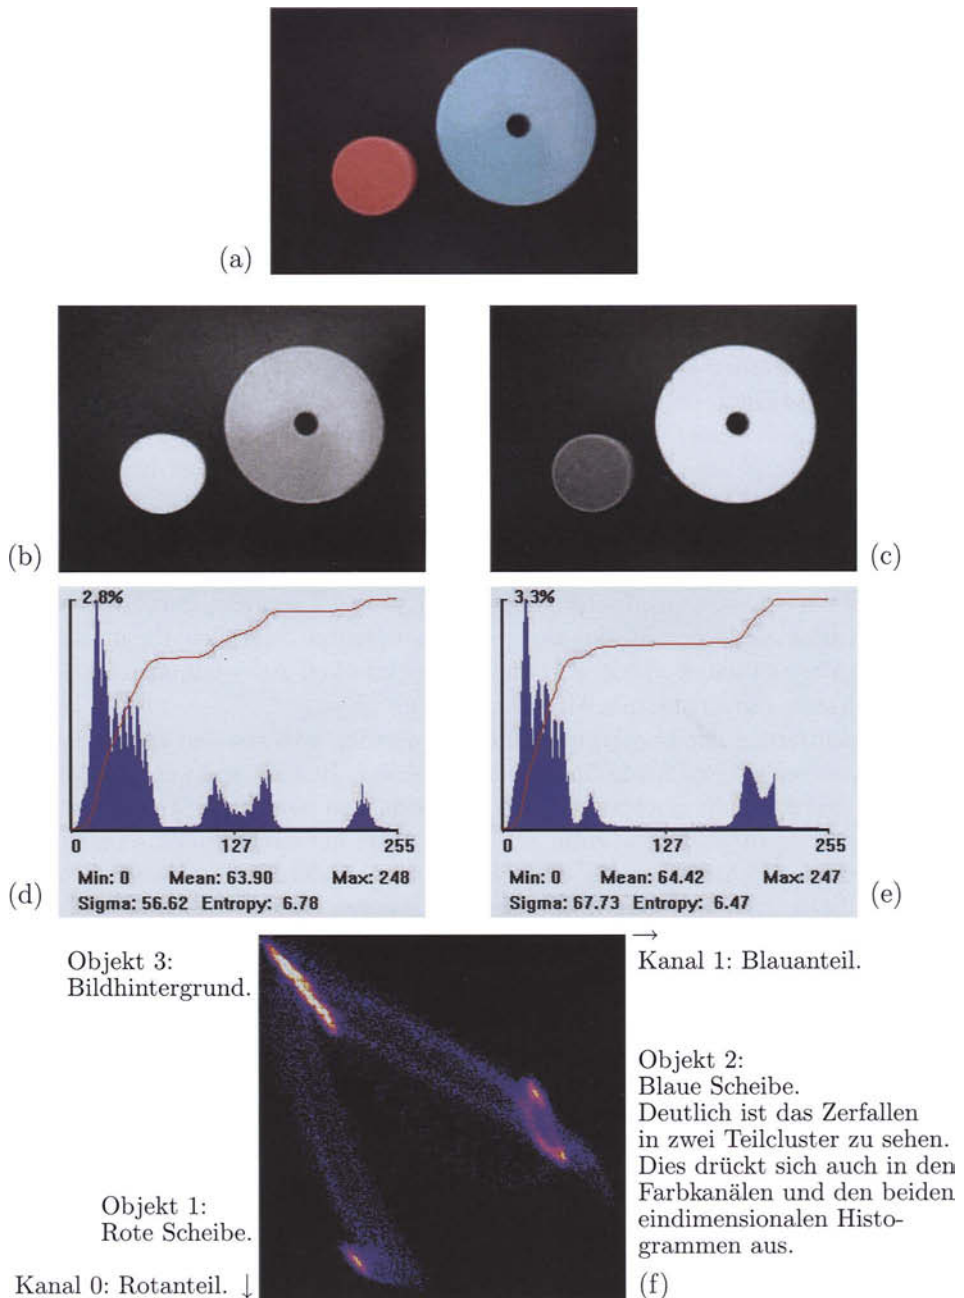 (a)
(b)
(c)
2.8%
0 127 255
Min: 0 Mean: 63.90 Max: 248
Sigma: 56.62 Entropy: 6.78
(d)
3.3%
0 127 255
Min: 0 Mean: 64.42 Max: 247
Sigma: 67.73 Entropy: 6.47
(e)
Objekt 3:
Bildhintergrund.
→
Kanal 1: Blauanteil.
Objekt 2:
Blaue Scheibe.
Deutlich ist das Zerfallen
in zwei Teilcluster zu sehen.
Dies drückt sich auch in den
Farbkanälen und den beiden
eindimensionalen Histo-
grammen aus.
Objekt 1:
Rote Scheibe.
Kanal 0: Rotanteil. ↓
(f)